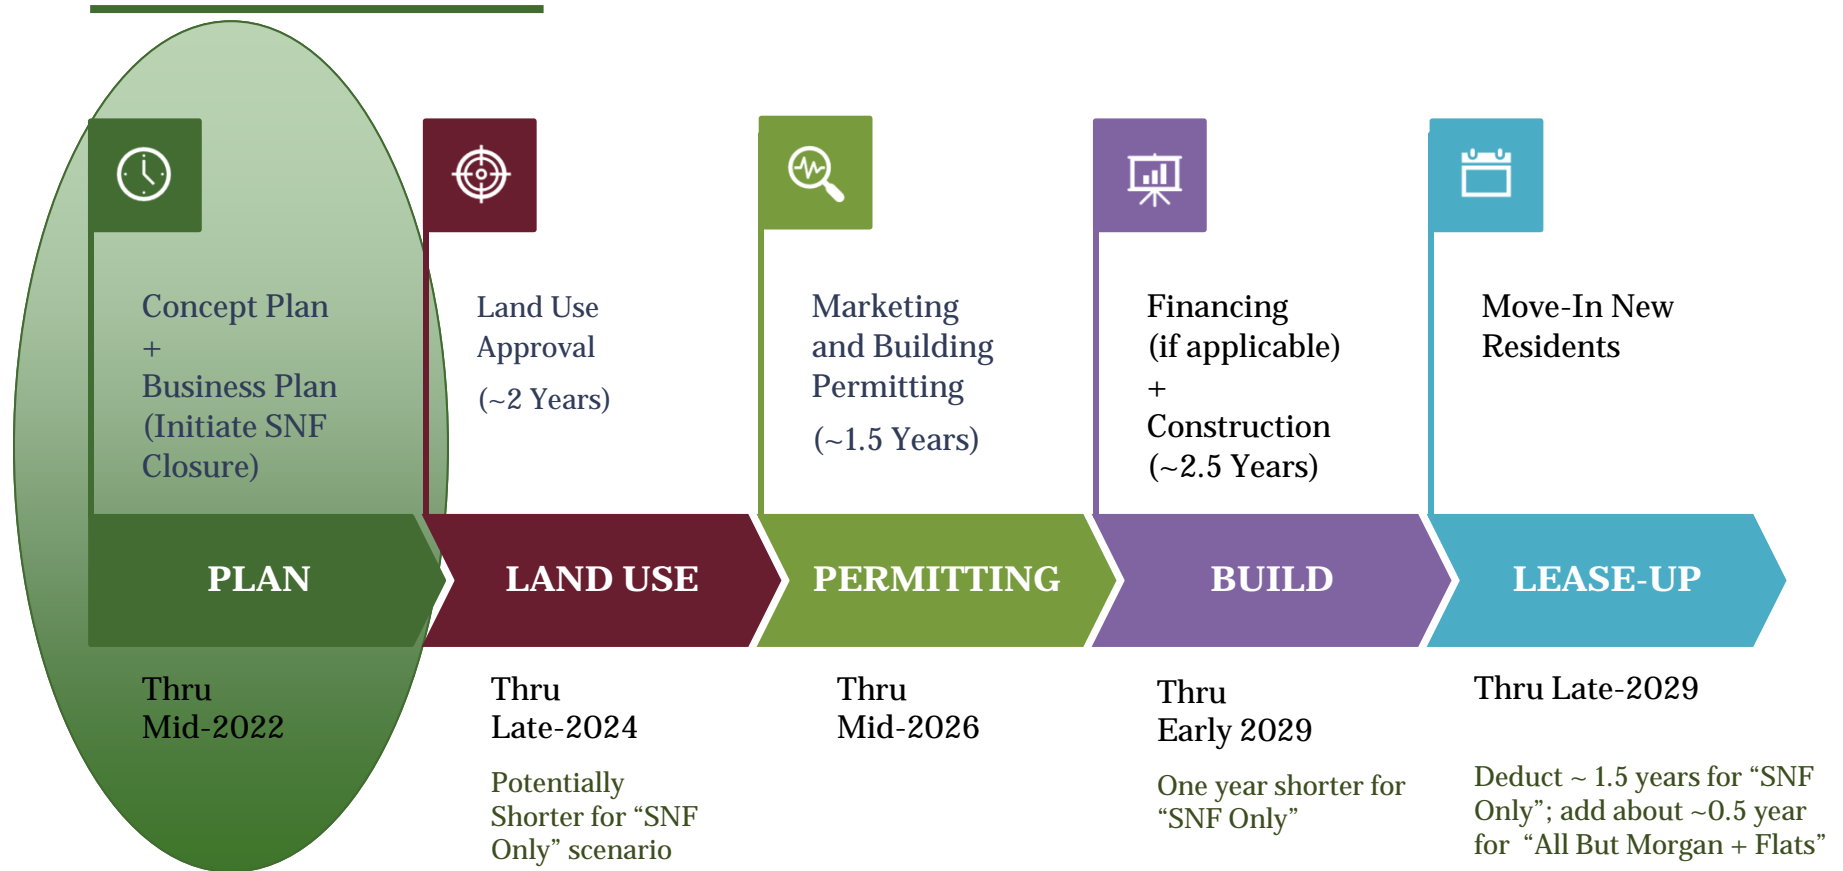 Concept Plan
+
Business Plan
(Initiate SNF
Closure)
Land Use
Approval
(~2 Years)
Marketing
and Building
Permitting
(~1.5 Years)
Financing
(if applicable)
+
Construction
(~2.5 Years)
Move-In New
Residents
PLAN
LAND USE
PERMITTING
BUILD
LEASE-UP
Thru
Mid-2022
Thru
Late-2024
Potentially
Shorter for “SNF
Only” scenario
Thru
Mid-2026
Thru
Early 2029
One year shorter for
“SNF Only”
Thru Late-2029
Deduct ~ 1.5 years for “SNF
Only”; add about ~0.5 year
for “All But Morgan + Flats”